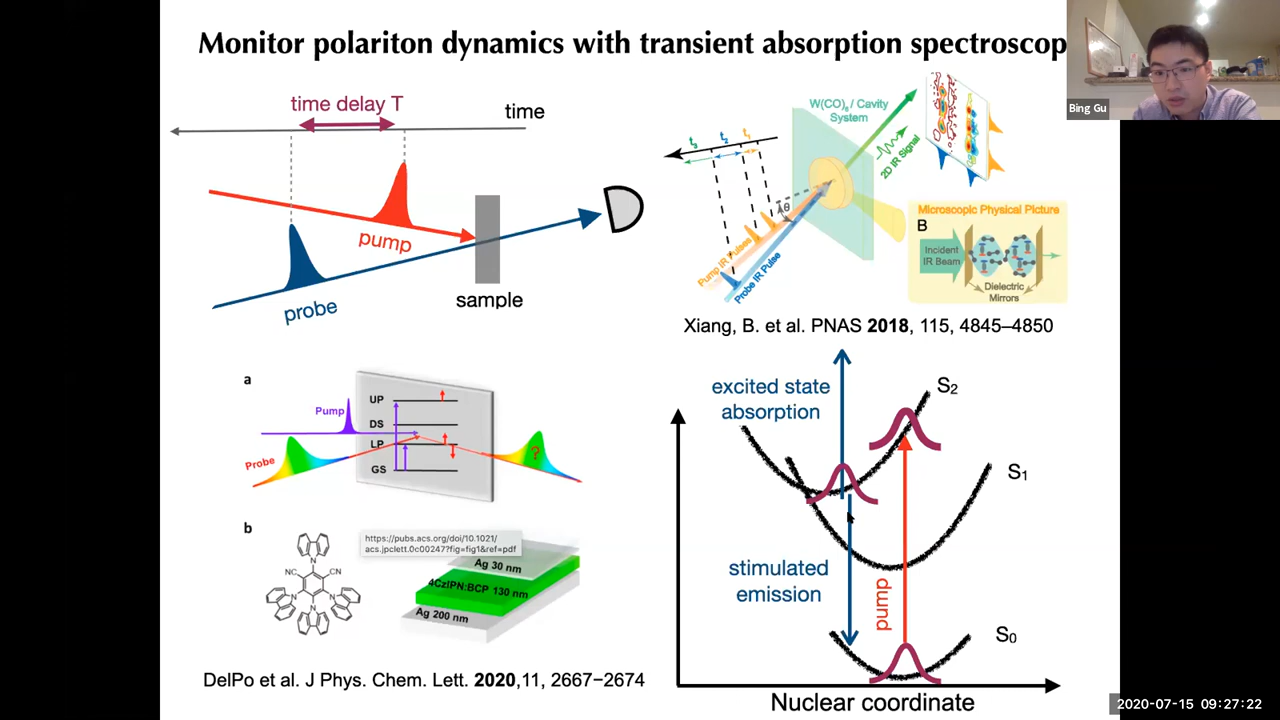 Monitor polariton dynamics with transient absorption spectroscop
Bing Gu
time delay T
time
pump
probe
sample
t3
t2
t1
W(CO)6 / Cavity
System
2D IR Signal
θ
Pump IR Pulses
Probe IR Pulse
Microscopic Physical Picture
B
Incident
IR Beam
Dielectric
Mirrors
Xiang, B. et al. PNAS 2018, 115, 4845–4850
a
Pump
Probe
UP
DS
LP
GS
?
b
NC
CN
N
N
N
N
https://pubs.acs.org/doi/10.1021/
acs.jpclett.0c00247?fig=fig1&ref=pdf
Ag 30 nm
4CzIPN:BCP 130 nm
Ag 200 nm
DelPo et al. J Phys. Chem. Lett. 2020,11, 2667−2674
excited state
absorption
S2
S1
stimulated
emission
pump
S0
Nuclear coordinate
2020-07-15 09:27:22